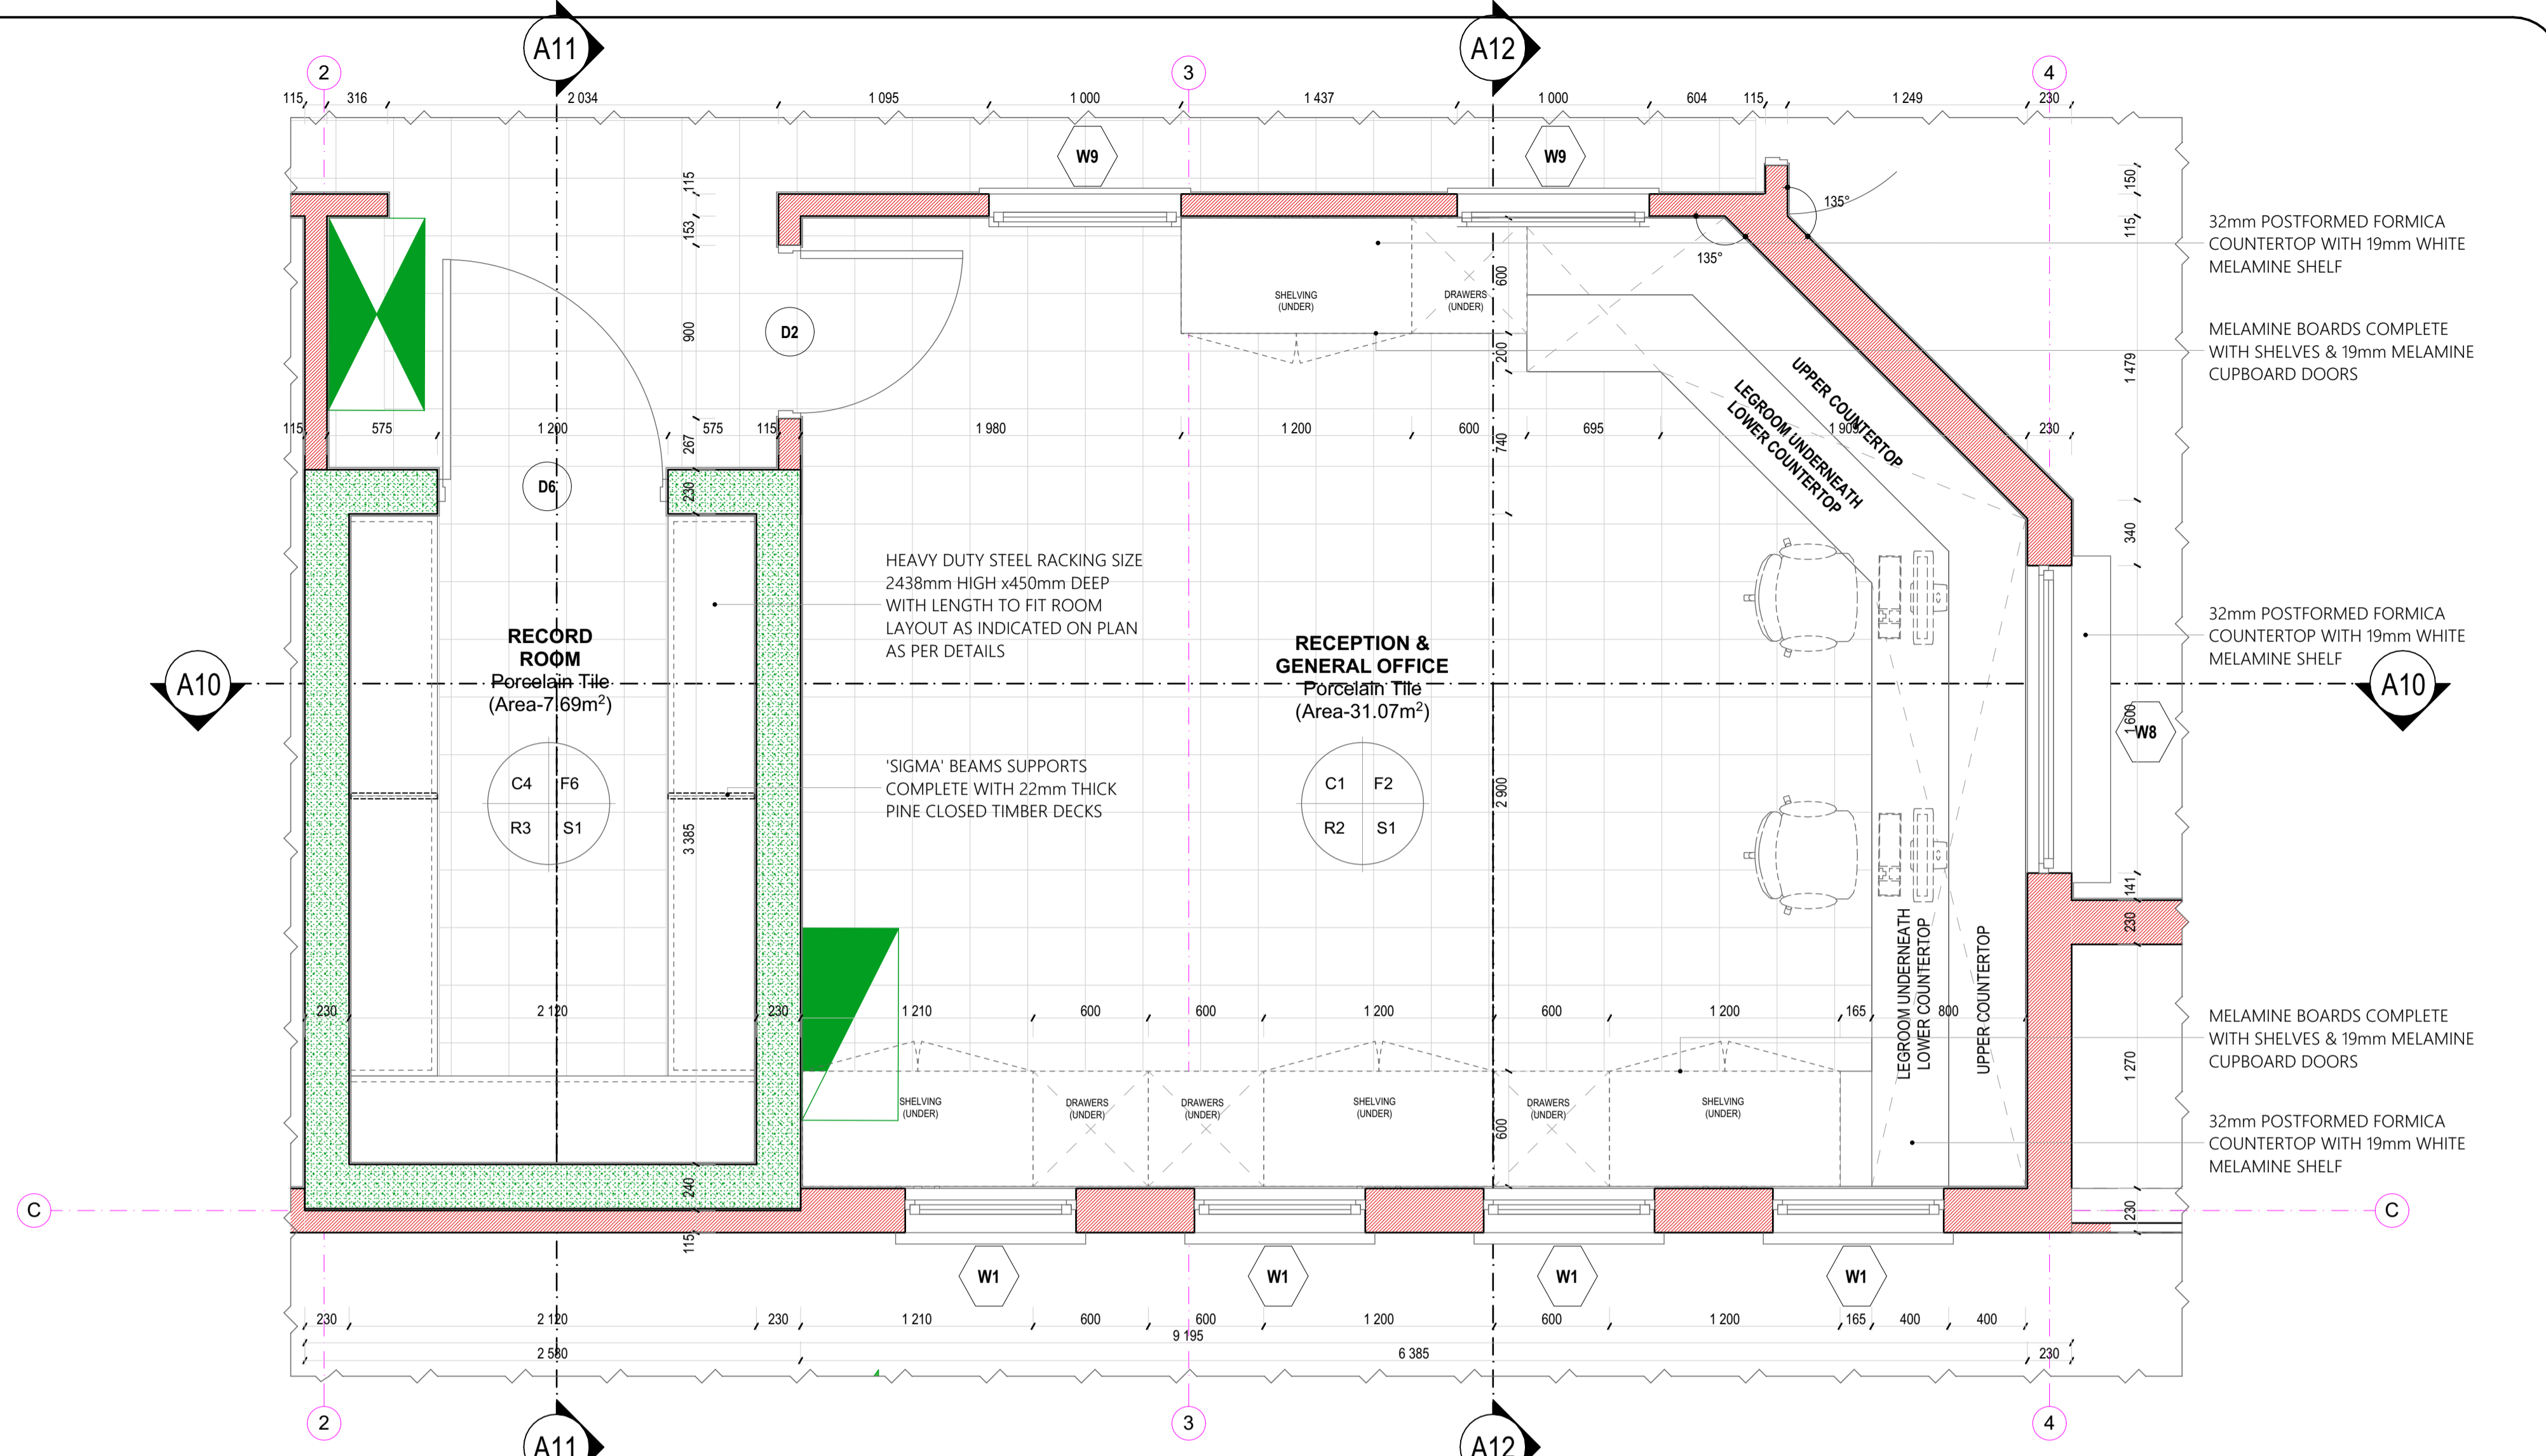 A11
A12
2
3
4
115
316
2 034
1 095
1 000
1 437
1 000
604
115
1 249
230
W9
W9
115
153
900
267
230
150
115
1 479
340
1 600
141
230
1 270
230
135°
135°
32mm POSTFORMED FORMICA
COUNTERTOP WITH 19mm WHITE
MELAMINE SHELF
MELAMINE BOARDS COMPLETE
WITH SHELVES & 19mm MELAMINE
CUPBOARD DOORS
SHELVING
(UNDER)
DRAWERS
(UNDER)
600
200
740
D2
D6
115
575
1 200
575
115
1 980
1 200
600
695
1 909
230
UPPER COUNTERTOP
LEGROOM UNDERNEATH
LOWER COUNTERTOP
HEAVY DUTY STEEL RACKING SIZE
2438mm HIGH x450mm DEEP
WITH LENGTH TO FIT ROOM
LAYOUT AS INDICATED ON PLAN
AS PER DETAILS
RECORD
ROOM
Porcelain Tile
(Area-7.69m²)
RECEPTION &
GENERAL OFFICE
Porcelain Tile
(Area-31.07m²)
32mm POSTFORMED FORMICA
COUNTERTOP WITH 19mm WHITE
MELAMINE SHELF
A10
A10
W8
'SIGMA' BEAMS SUPPORTS
COMPLETE WITH 22mm THICK
PINE CLOSED TIMBER DECKS
C4 F6
R3 S1
C1 F2
R2 S1
3 385
2 900
LEGROOM UNDERNEATH
LOWER COUNTERTOP
UPPER COUNTERTOP
230
2 120
230
1 210
600
600
1 200
600
1 200
165
800
MELAMINE BOARDS COMPLETE
WITH SHELVES & 19mm MELAMINE
CUPBOARD DOORS
SHELVING
(UNDER)
DRAWERS
(UNDER)
DRAWERS
(UNDER)
SHELVING
(UNDER)
DRAWERS
(UNDER)
SHELVING
(UNDER)
600
32mm POSTFORMED FORMICA
COUNTERTOP WITH 19mm WHITE
MELAMINE SHELF
240
115
C
C
W1
W1
W1
W1
230
2 120
230
1 210
600
600
1 200
600
1 200
165
400
400
9 195
2 580
6 385
230
2
3
4
A11
A12